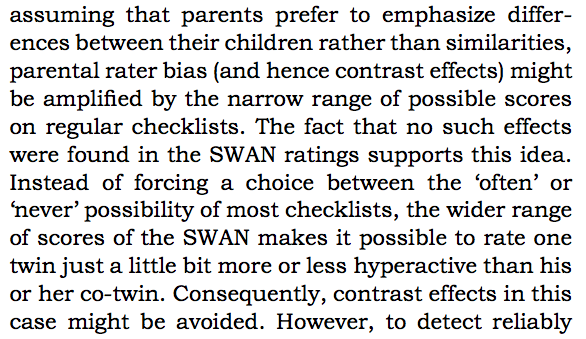 assuming that parents prefer to emphasize differ-
ences between their children rather than similarities,
parental rater bias (and hence contrast effects) might
be amplified by the narrow range of possible scores
on regular checklists. The fact that no such effects
were found in the SWAN ratings supports this idea.
Instead of forcing a choice between the ‘often’ or
‘never’ possibility of most checklists, the wider range
of scores of the SWAN makes it possible to rate one
twin just a little bit more or less hyperactive than his
or her co-twin. Consequently, contrast effects in this
case might be avoided. However, to detect reliably